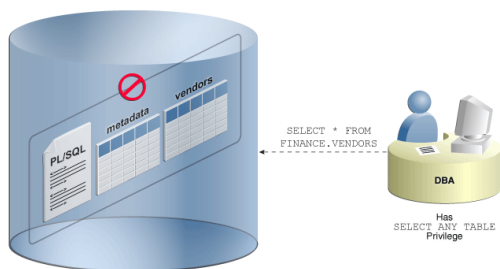 PL/SQL
metadata
vendors
SELECT * FROM
FINANCE.VENDORS
DBA
Has
SELECT ANY TABLE
Privilege